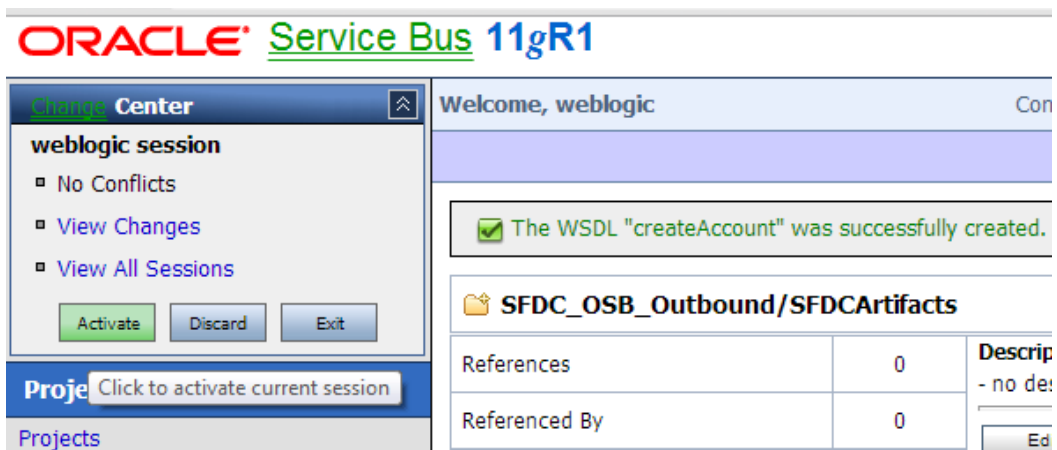 ORACLE Service Bus 11gR1
Change Center
weblogic session
No Conflicts
View Changes
View All Sessions
Activate Discard Exit
Click to activate current session
Projects
Welcome, weblogic
The WSDL "createAccount" was successfully created.
SFDC_OSB_Outbound/SFDCArtifacts
References 0
Referenced By 0